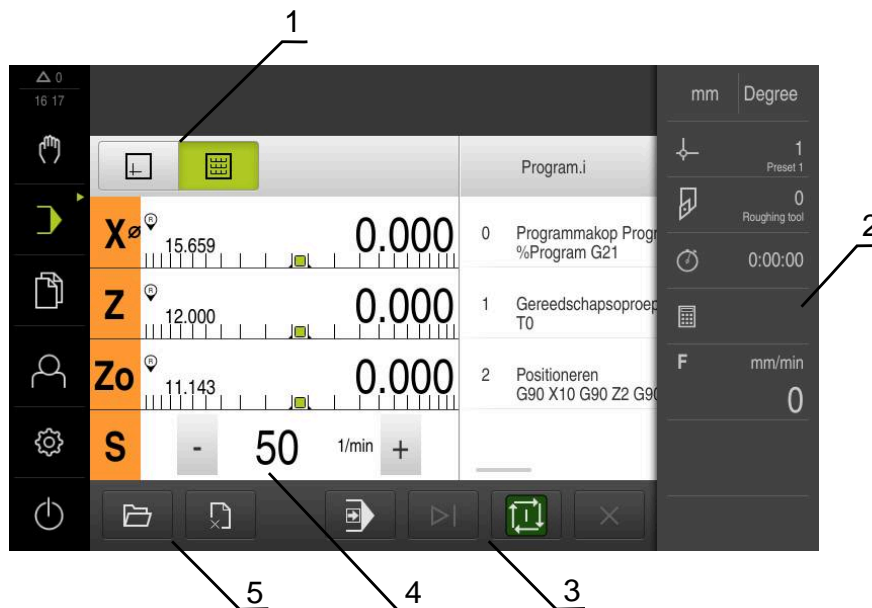 1
0
16 17
mm Degree
1
Preset 1
Program.i
0
Roughing tool
2
X ø R 15.659 0.000
0 Programmakop Progr
%Program G21
0:00:00
Z R 12.000 0.000
1 Gereedschapsoproep
T0
Zo R 11.143 0.000
2 Positioneren
G90 X10 G90 Z2 G90
F mm/min
0
S - 50 1/min +
5
4
3